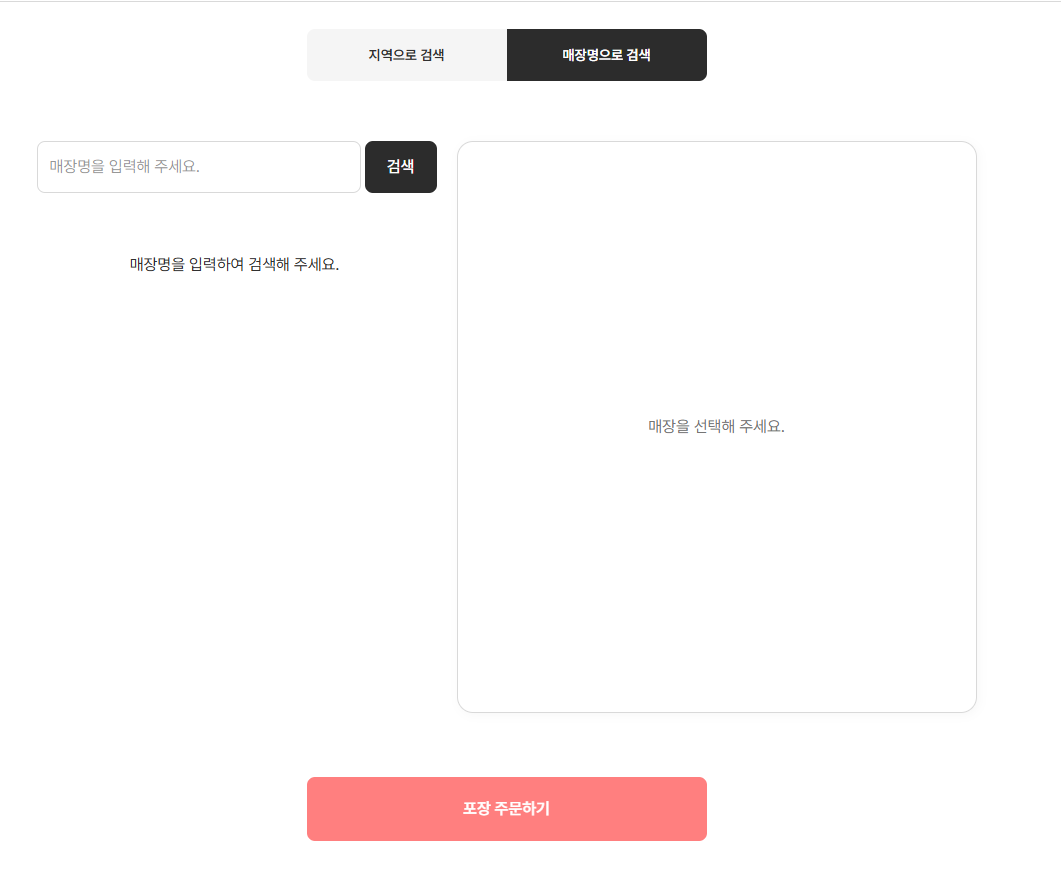 지역으로 검색
매장명으로 검색
매장명을 입력해 주세요.
검색
매장명을 입력하여 검색해 주세요.
매장을 선택해 주세요.
포장 주문하기